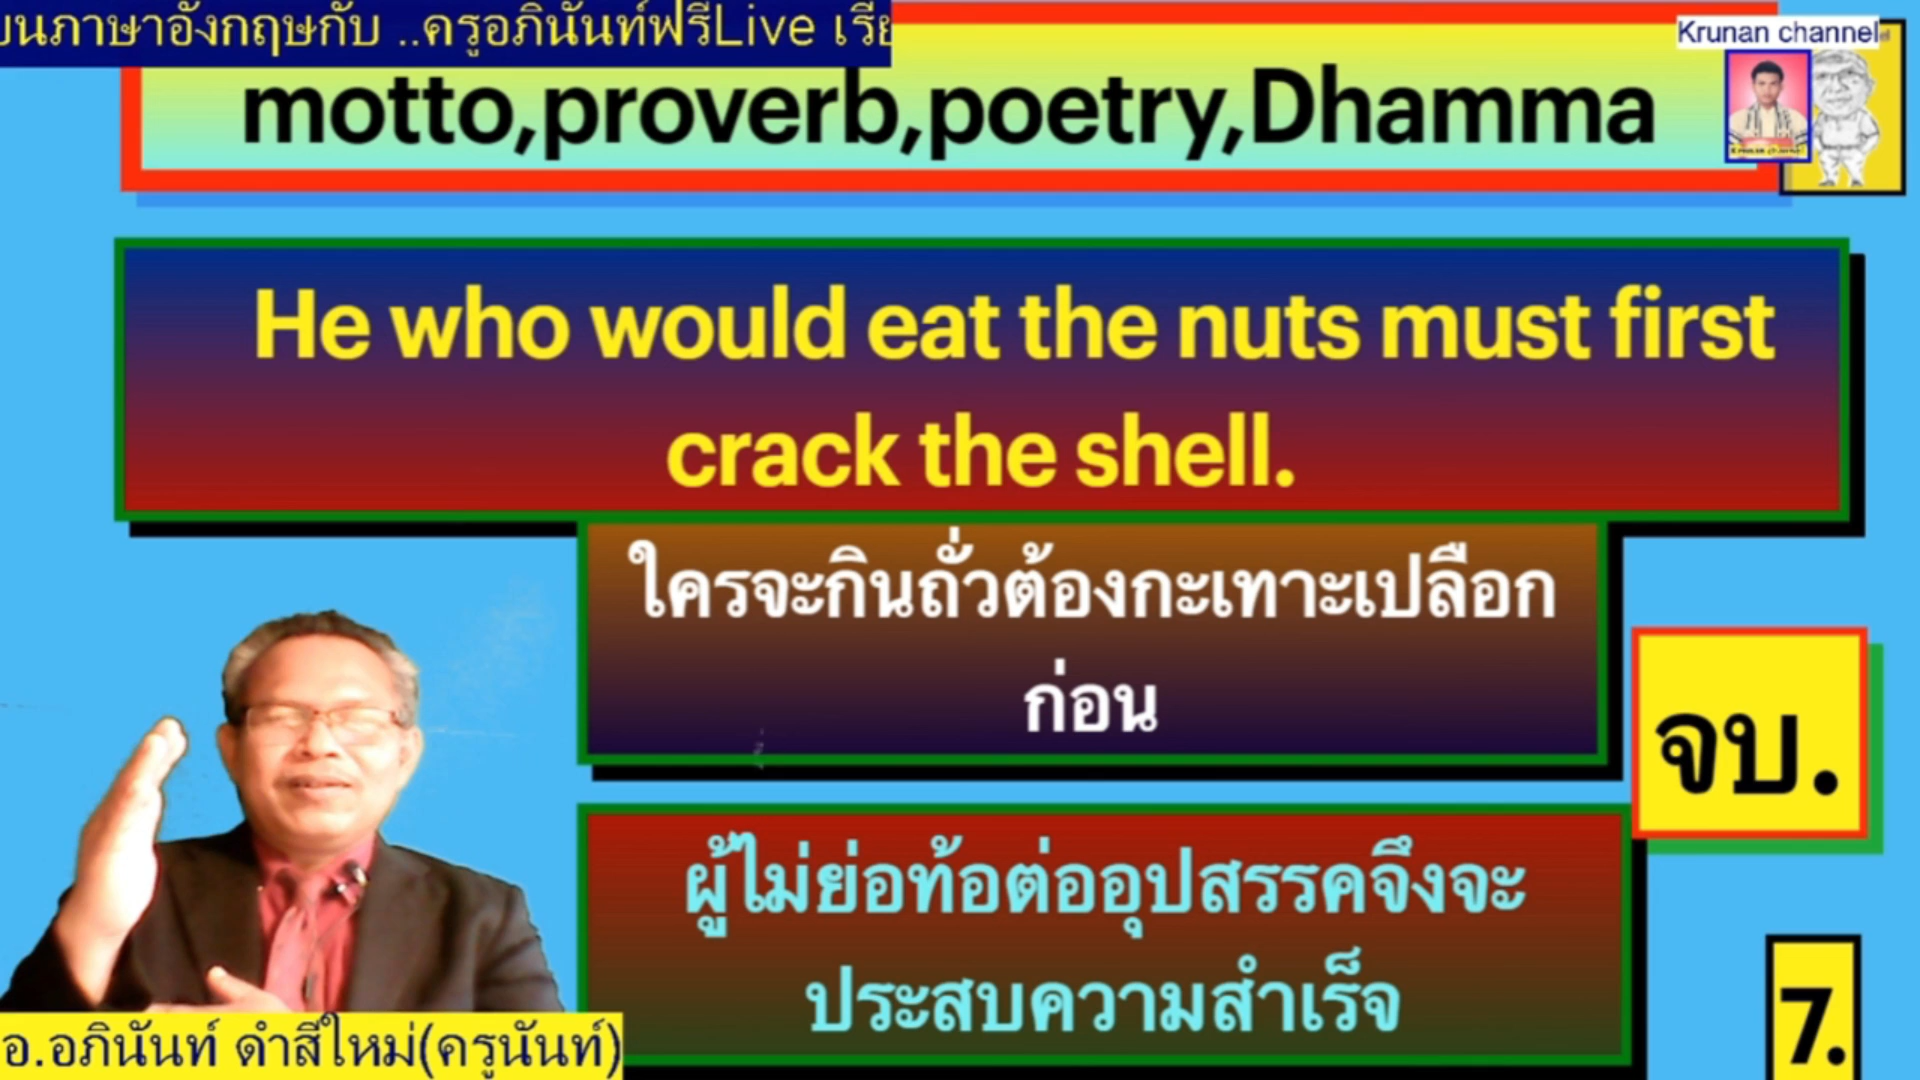 ยนภาษาอังกฤษกับ ..ครูอภินันท์ฟรีLive เรีย
Krunan channel
motto,proverb,poetry,Dhamma
He who would eat the nuts must first
crack the shell.
ใครจะกินถั่วต้องกะเทาะเปลือก
ก่อน
จบ.
ผู้ไม่ย่อท้อต่ออุปสรรคจึงจะ
ประสบความสำเร็จ
7.
อ.อภินันท์ ดำสีใหม่(ครูนันท์)